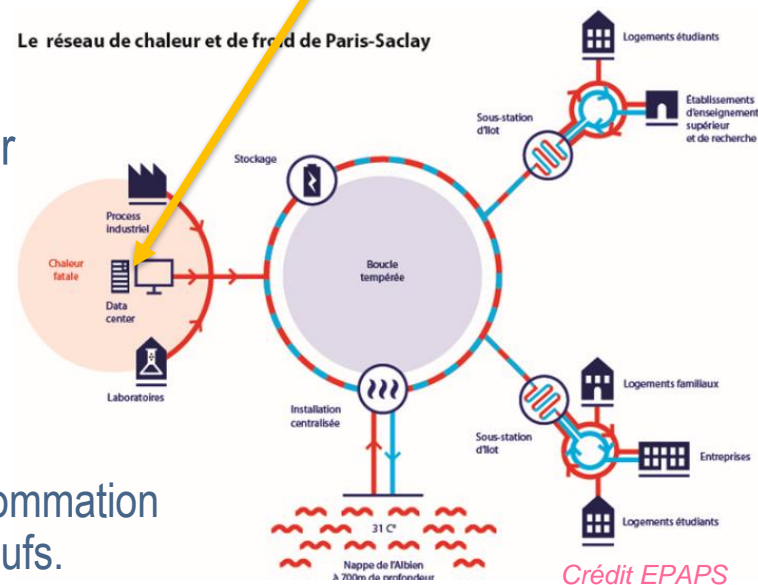 Le réseau de chaleur et de froid de Paris-Saclay
Logements étudiants
Établissements
d'enseignement
supérieur
et de recherche
Sous-station
d'îlot
Stockage
r
Process
industriel
Chaleur
fatale
Data
center
Boucle
tempérée
Laboratoires
Installation
centralisée
Logements familiaux
Sous-station
d'îlot
Entreprises
Logements étudiants
ommation
ufs.
31 C°
Nappe de l'Albien
à 700m de profondeur
Crédit EPAPS